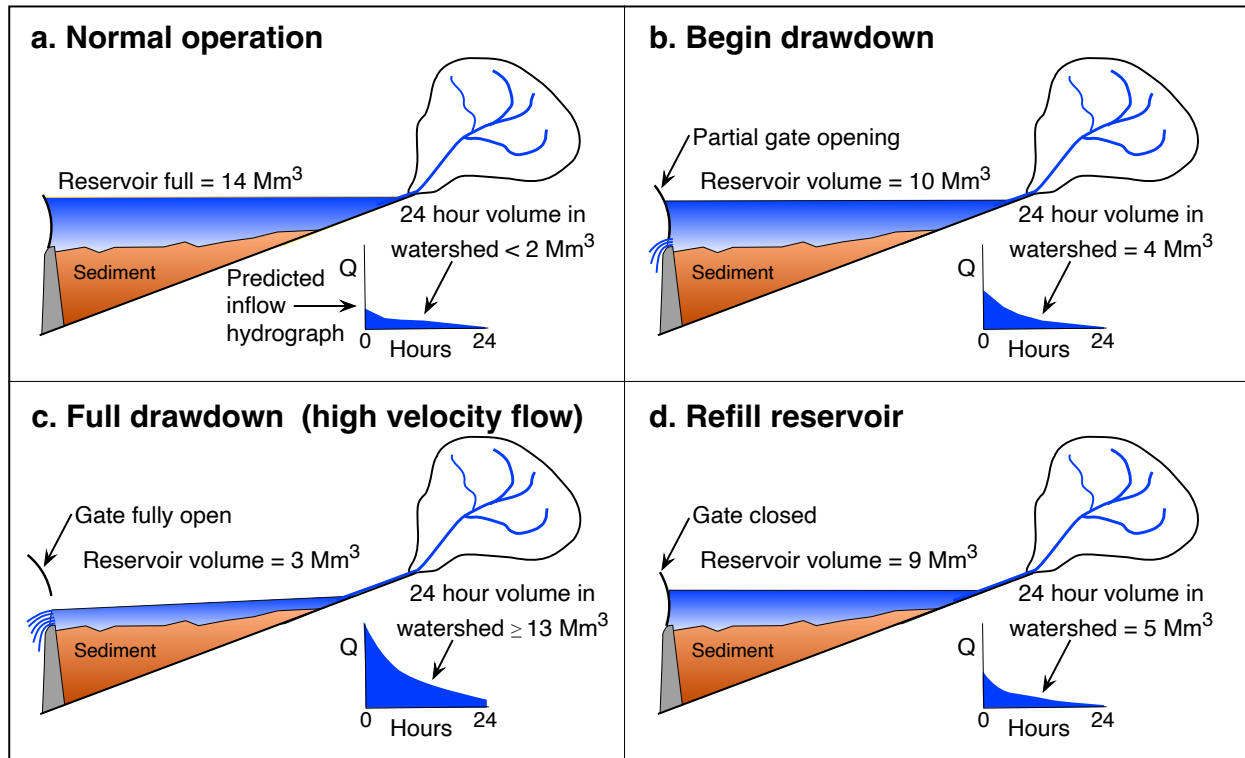 a. Normal operation
Reservoir full = 14 Mm³
24 hour volume in
watershed < 2 Mm³
Sediment
Predicted
inflow
hydrograph
Q
0
24
Hours
b. Begin drawdown
Partial gate opening
Reservoir volume = 10 Mm³
24 hour volume in
watershed = 4 Mm³
Sediment
Q
0
24
Hours
c. Full drawdown (high velocity flow)
Gate fully open
Reservoir volume = 3 Mm³
24 hour volume in
watershed ≥ 13 Mm³
Sediment
Q
0
24
Hours
d. Refill reservoir
Gate closed
Reservoir volume = 9 Mm³
24 hour volume in
watershed = 5 Mm³
Sediment
Q
0
24
Hours